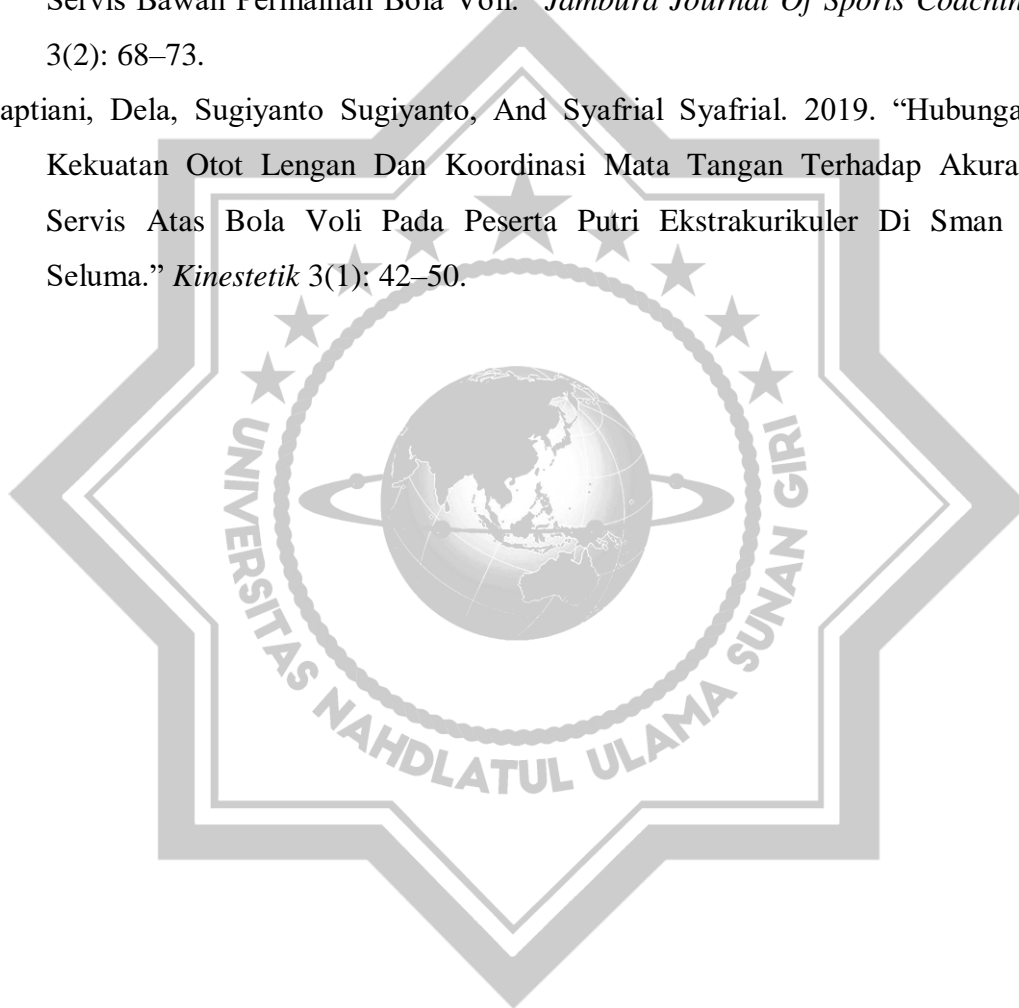 Servis Bawah Permainan Bola Voli.” Jambura Journal Of Sports Coaching
3(2): 68–73.
aptiani, Dela, Sugiyanto Sugiyanto, And Syafrial Syafrial. 2019. “Hubunga
Kekuatan Otot Lengan Dan Koordinasi Mata Tangan Terhadap Akura
Servis Atas Bola Voli Pada Peserta Putri Ekstrakurikuler Di Sman
Seluma.” Kinestetik 3(1): 42–50.
UNIVERSITAS NAHDLATUL ULAMA SUNAN GIRI